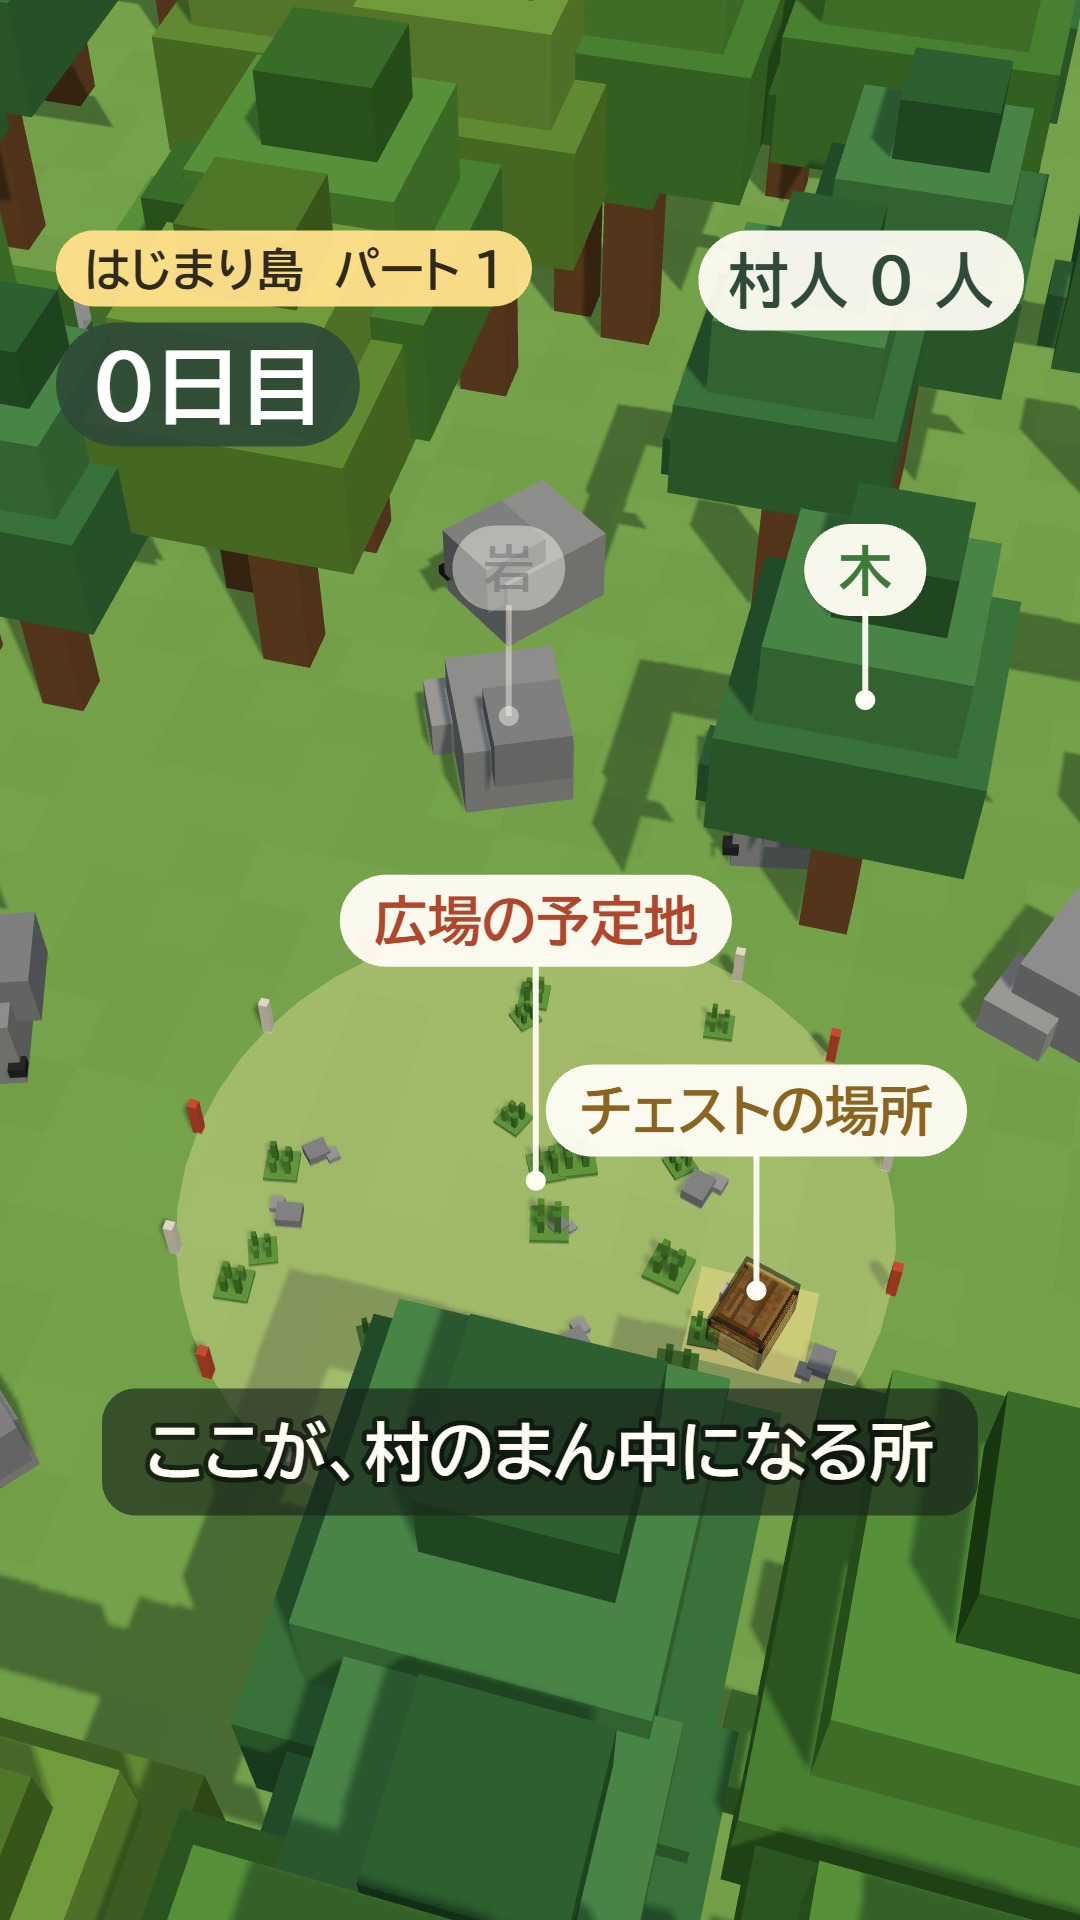 はじまり島 パート 1
村人 0 人
0日目
岩
木
広場の予定地
チェストの場所
ここが、村のまん中になる所